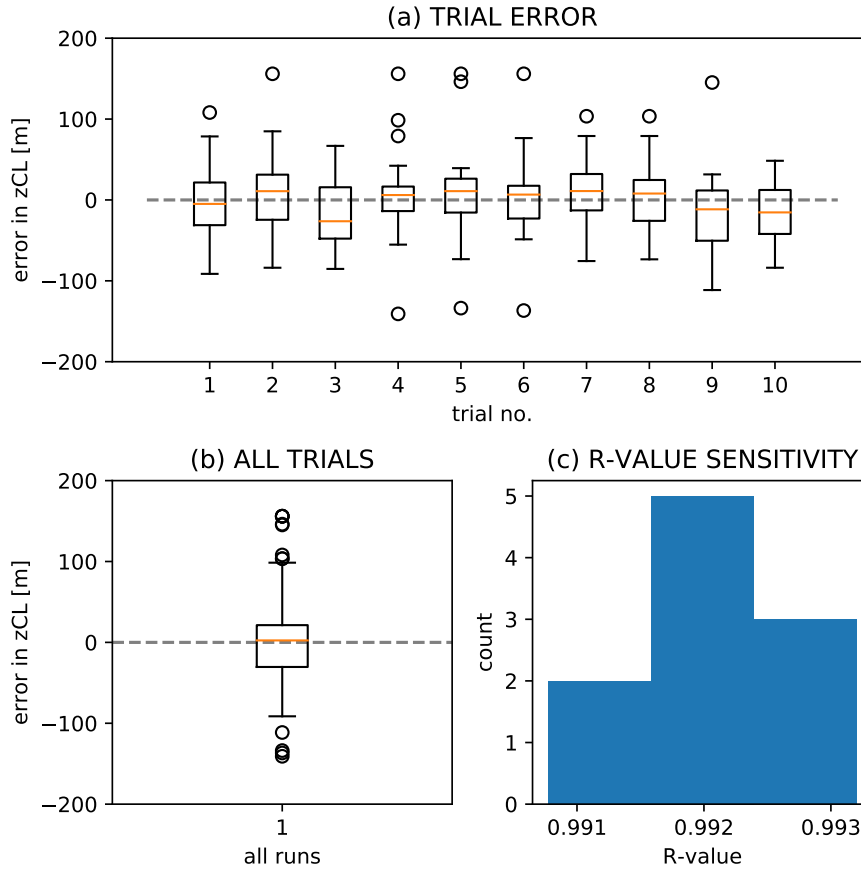 (a) TRIAL ERROR
200
100
0
−100
−200
error in zCL [m]
1 2 3 4 5 6 7 8 9 10
trial no.
(b) ALL TRIALS
200
100
0
−100
−200
error in zCL [m]
1
all runs
(c) R-VALUE SENSITIVITY
5
4
3
2
1
0
count
0.991 0.992 0.993
R-value